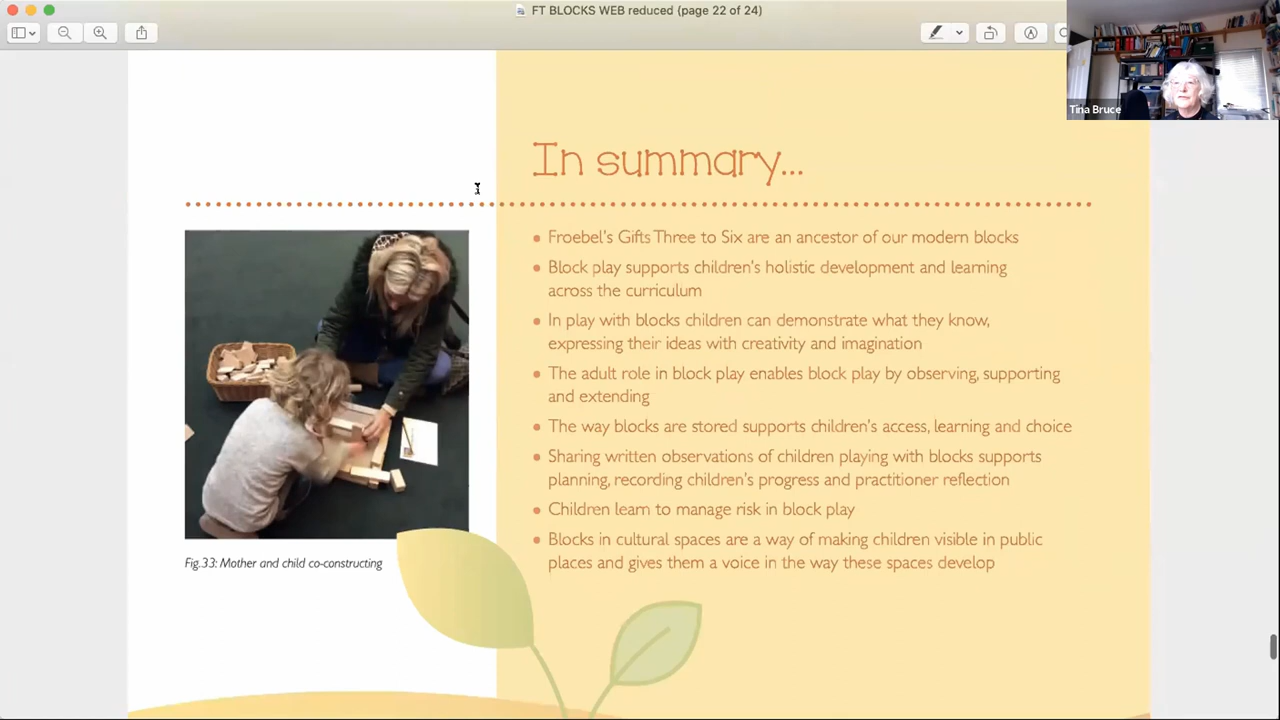 FT BLOCKS WEB reduced (page 22 of 24)
Tina Bruce
In summary...
• Froebel's Gifts Three to Six are an ancestor of our modern blocks
• Block play supports children's holistic development and learning
across the curriculum
• In play with blocks children can demonstrate what they know,
expressing their ideas with creativity and imagination
• The adult role in block play enables block play by observing, supporting
and extending
• The way blocks are stored supports children's access, learning and choice
• Sharing written observations of children playing with blocks supports
planning, recording children's progress and practitioner reflection
• Children learn to manage risk in block play
• Blocks in cultural spaces are a way of making children visible in public
places and gives them a voice in the way these spaces develop
Fig.33: Mother and child co-constructing